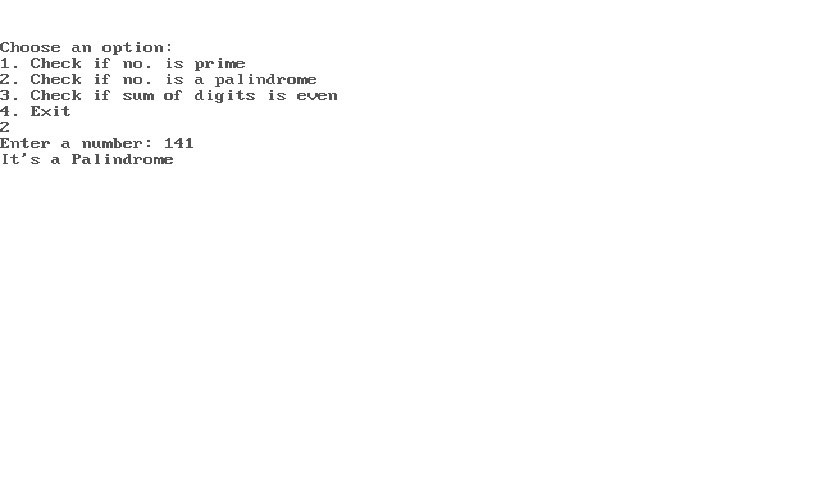 Choose an option:
1. Check if no. is prime
2. Check if no. is a palindrome
3. Check if sum of digits is even
4. Exit
2
Enter a number: 141
It's a Palindrome